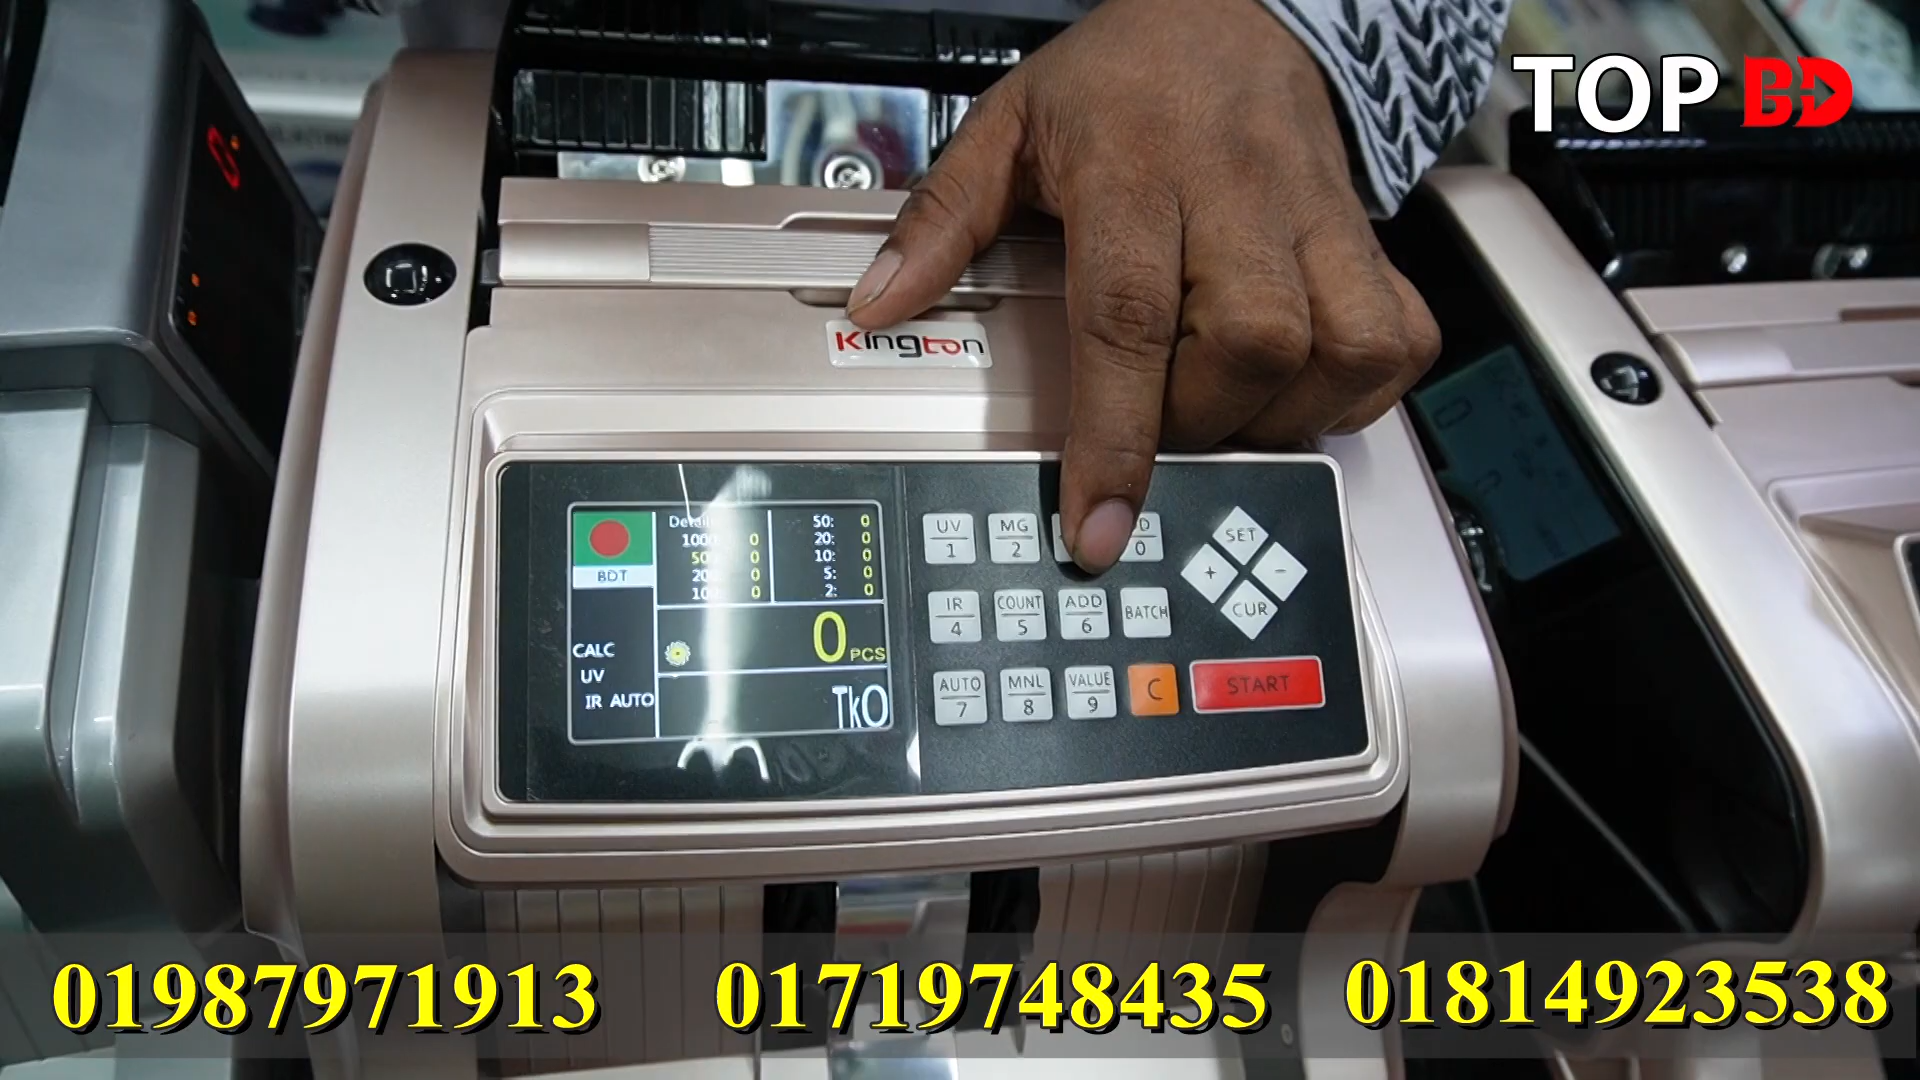 TOP BD
Kington
BDT
Details
1000: 0
0
0
0
50: 0
20: 0
10: 0
5: 0
2: 0
CALC
UV
IR AUTO
0 PCS
Tk0
UV 1
MG 2
0
IR 4
COUNT 5
ADD 6
BATCH
AUTO 7
MNL 8
VALUE 9
C
SET
+
-
CUR
START
01987971913 01719748435 01814923538